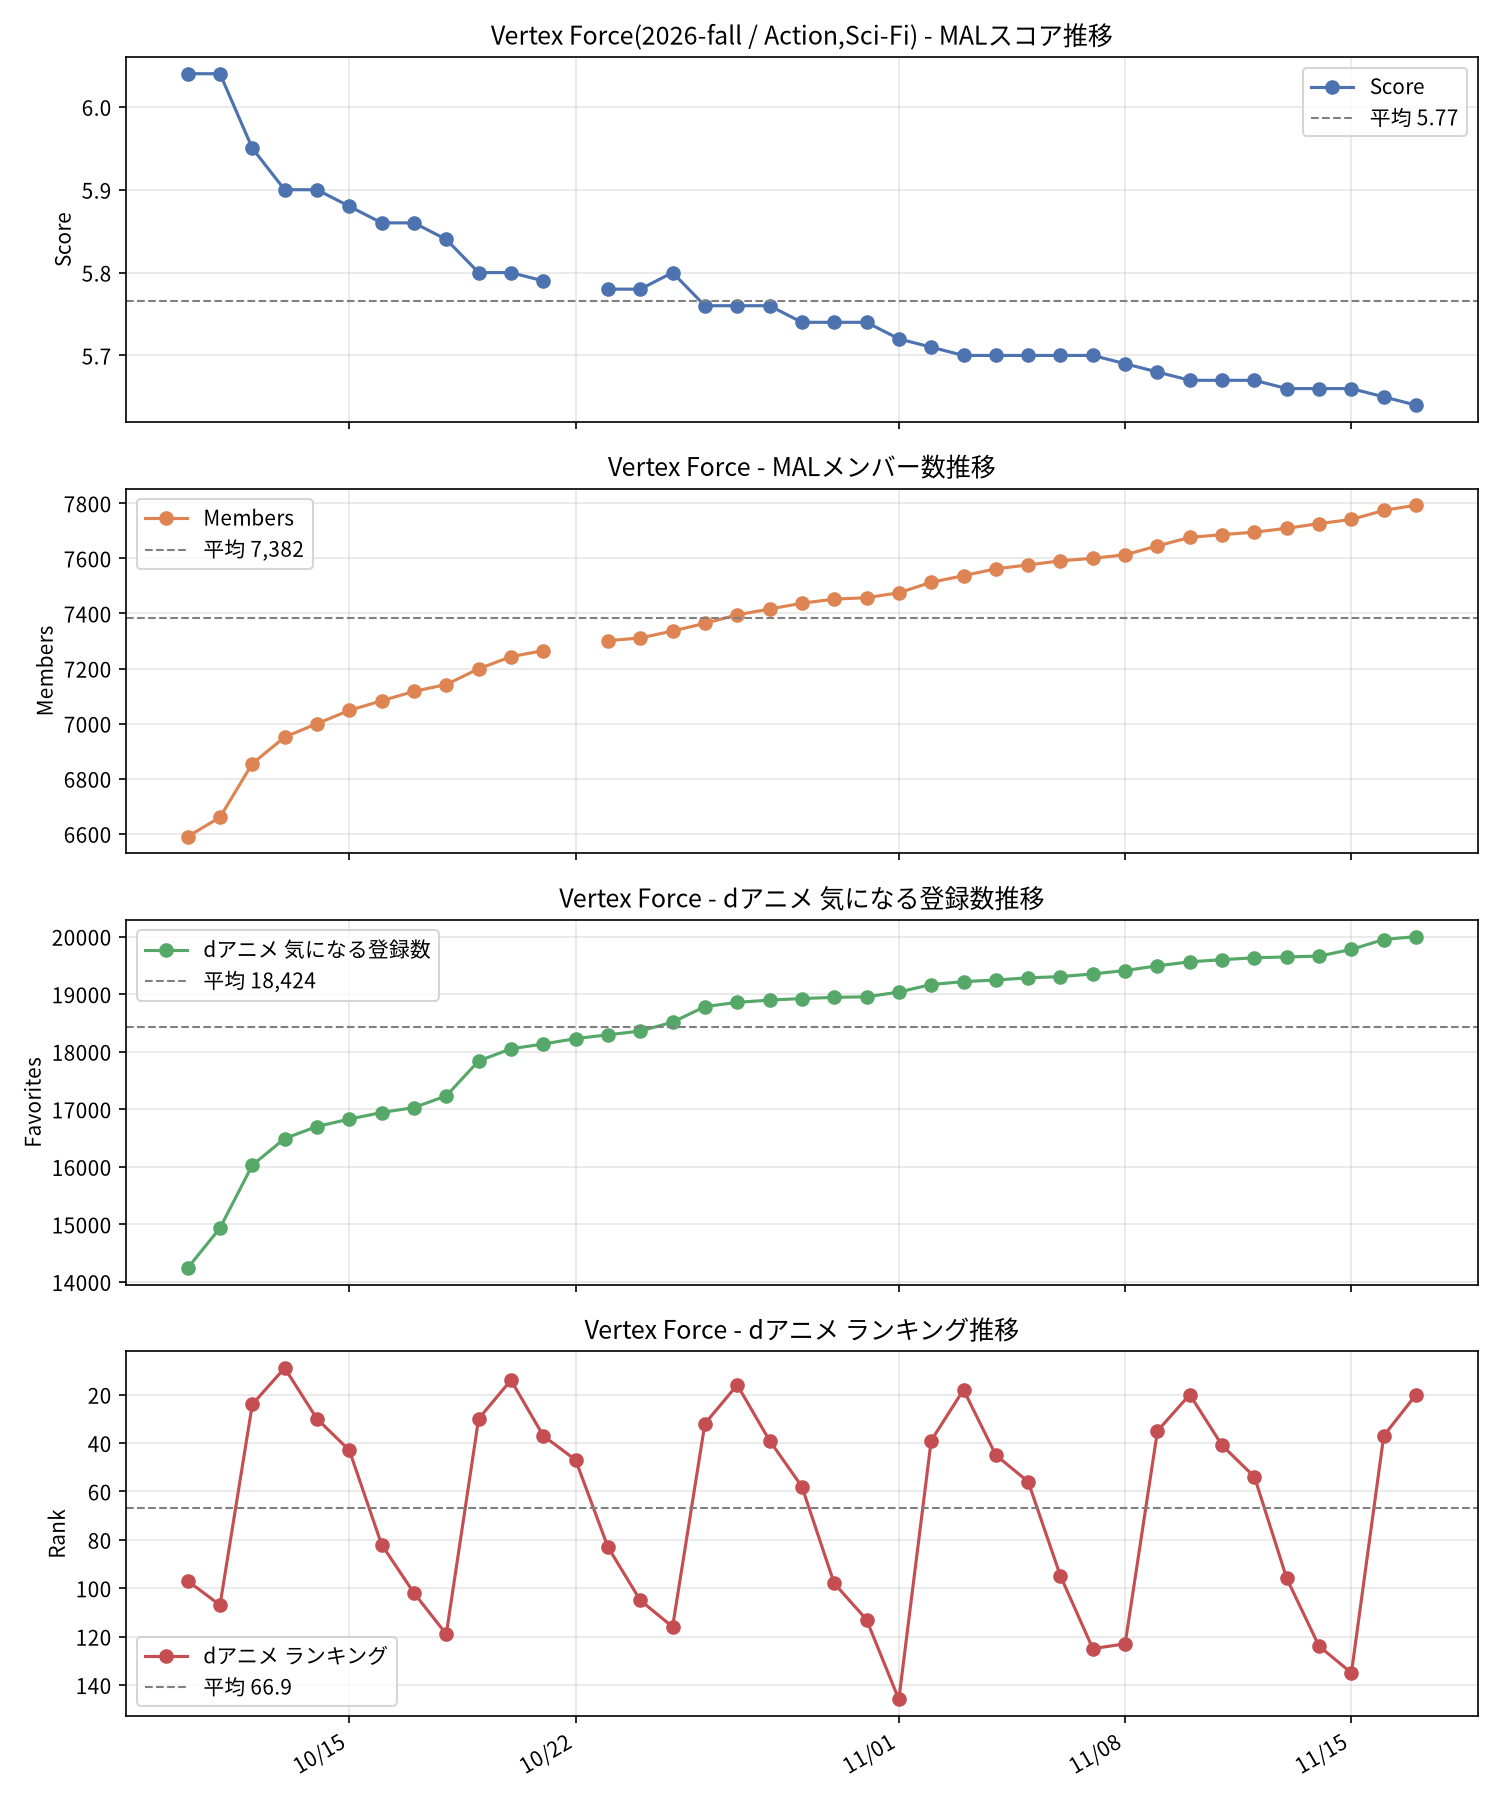 Vertex Force(2026-fall / Action,Sci-Fi) - MALスコア推移
Score
平均 5.77
6.0
5.9
5.8
5.7
Score
Vertex Force - MALメンバー数推移
Members
平均 7,382
7800
7600
7400
7200
7000
6800
6600
Members
Vertex Force - dアニメ 気になる登録数推移
dアニメ 気になる登録数
平均 18,424
20000
19000
18000
17000
16000
15000
14000
Favorites
Vertex Force - dアニメ ランキング推移
20
40
60
80
100
120
140
Rank
dアニメ ランキング
平均 66.9
10/15
10/22
11/01
11/08
11/15